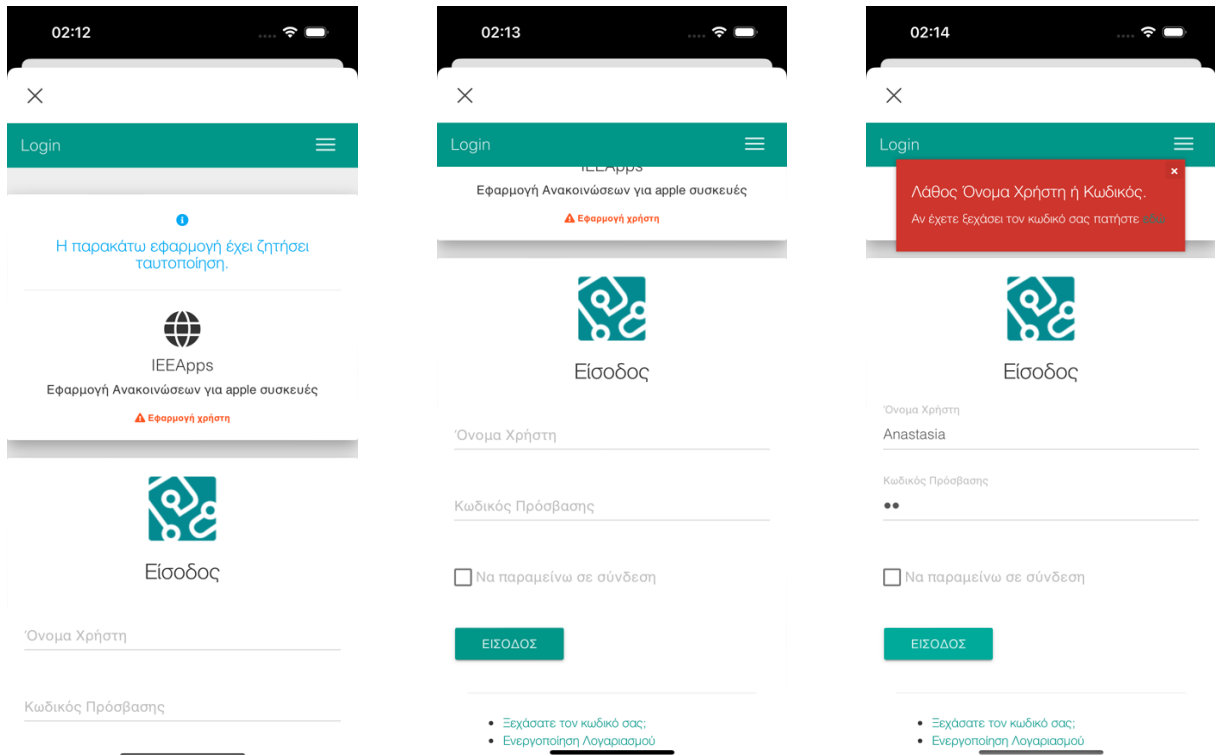 02:12
Login
Η παρακάτω εφαρμογή έχει ζητήσει
ταυτοποίηση.
IEEApps
Εφαρμογή Ανακοινώσεων για apple συσκευές
Εφαρμογή χρήστη
Είσοδος
Όνομα Χρήστη
Κωδικός Πρόσβασης
02:13
Login
IEEApps
Εφαρμογή Ανακοινώσεων για apple συσκευές
Εφαρμογή χρήστη
Είσοδος
Όνομα Χρήστη
Κωδικός Πρόσβασης
Να παραμείνω σε σύνδεση
ΕΙΣΟΔΟΣ
Ξεχάσατε τον κωδικό σας;
Ενεργοποίηση Λογαριασμού
02:14
Login
Λάθος Όνομα Χρήστη ή Κωδικός.
Αν έχετε ξεχάσει τον κωδικό σας πατήστε εδώ
Είσοδος
Όνομα Χρήστη
Anastasia
Κωδικός Πρόσβασης
Να παραμείνω σε σύνδεση
ΕΙΣΟΔΟΣ
Ξεχάσατε τον κωδικό σας;
Ενεργοποίηση Λογαριασμού